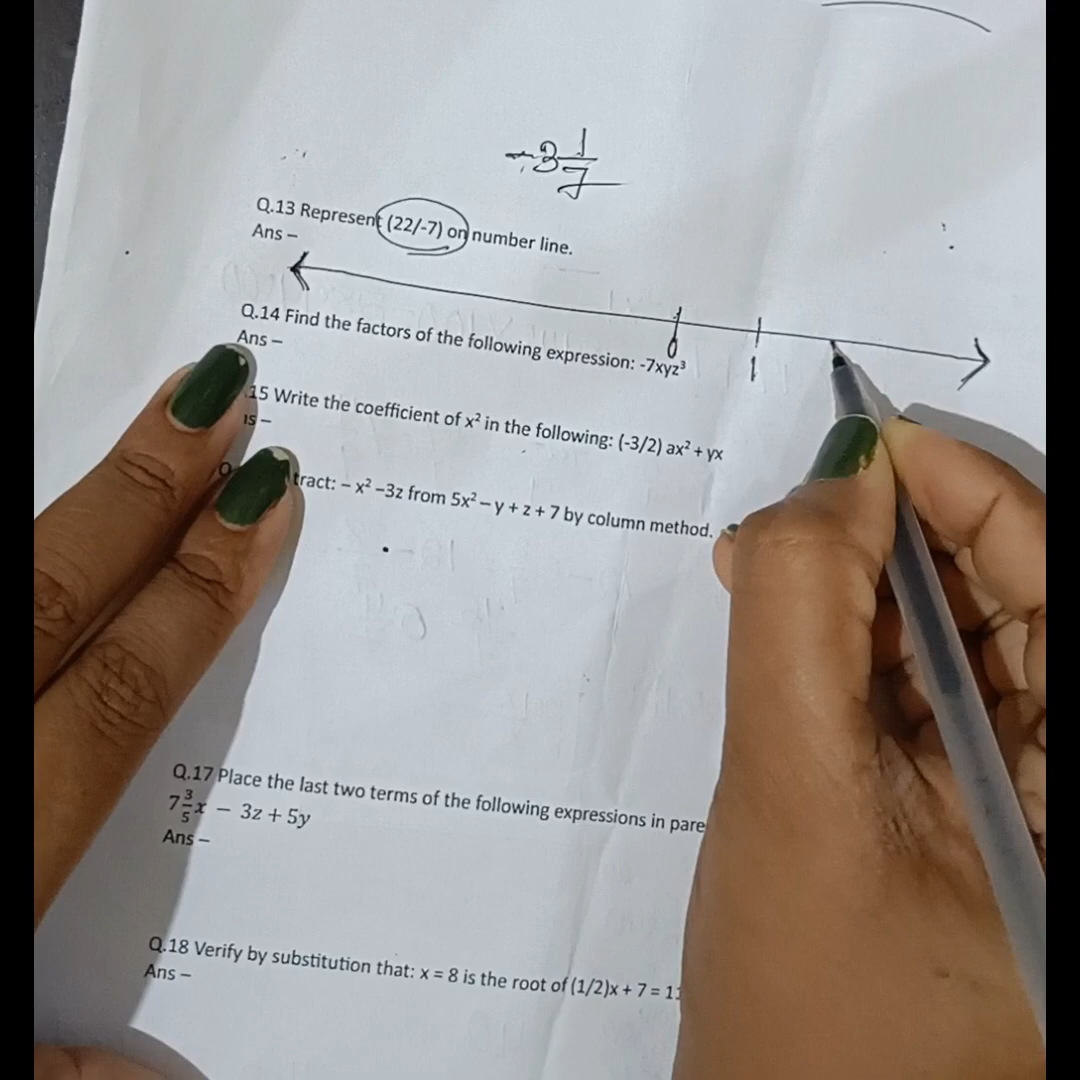 -3 1/7
Q.13 Represent (22/-7) on number line.
Ans –
0 1
Q.14 Find the factors of the following expression: -7xyz³
Ans –
.15 Write the coefficient of x² in the following: (-3/2) ax² + yx
ıs –
tract: – x² –3z from 5x² – y + z + 7 by column method.
Q.17 Place the last two terms of the following expressions in pare
7 3/5 x – 3z + 5y
Ans –
Q.18 Verify by substitution that: x = 8 is the root of (1/2)x + 7 = 11
Ans –